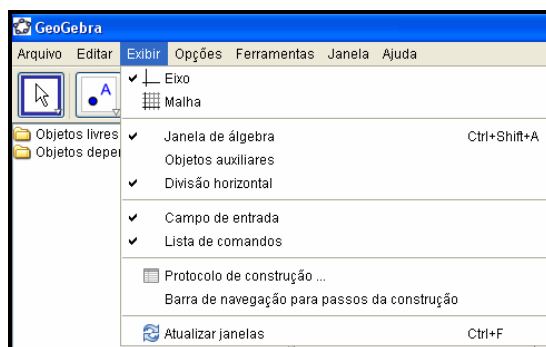 GeoGebra
Arquivo Editar Exibir Opções Ferramentas Janela Ajuda
Eixo
Malha
A
Objetos livres
Janela de álgebra Ctrl+Shift+A
Objetos auxiliares
Objetos deper
Divisão horizontal
Campo de entrada
Lista de comandos
Protocolo de construção ...
Barra de navegação para passos da construção
Atualizar janelas Ctrl+F